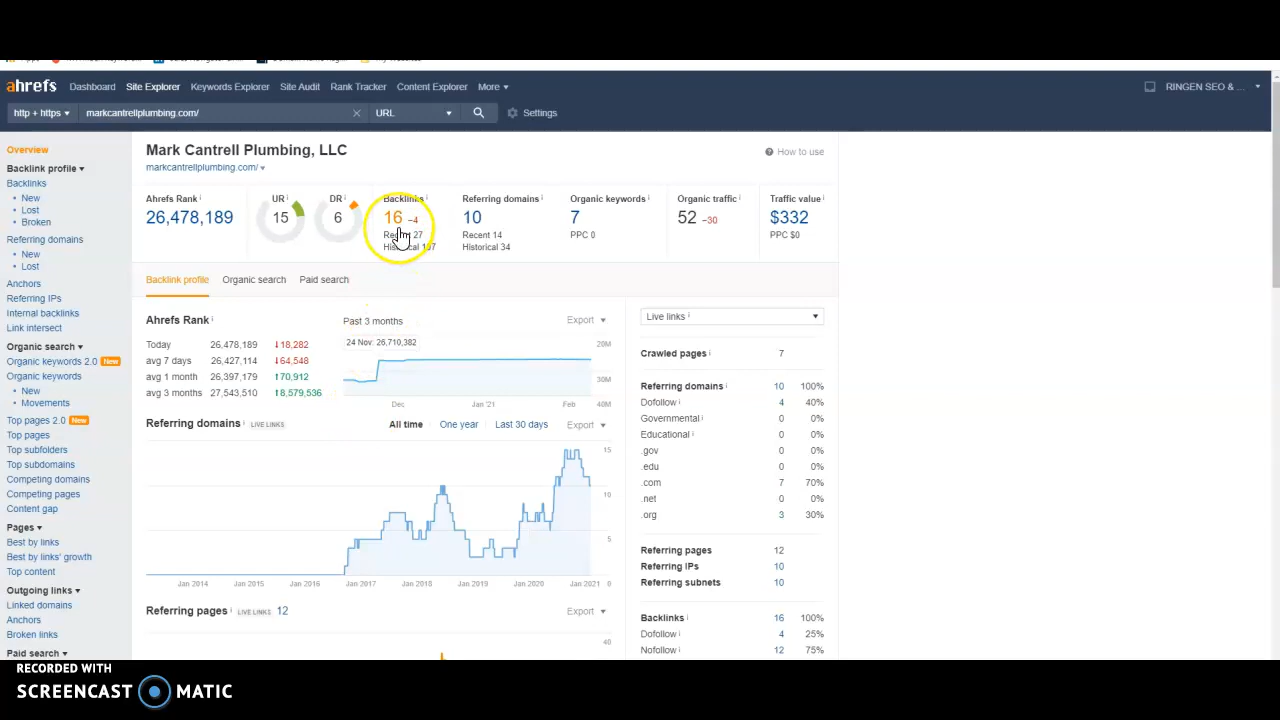 ahrefs Dashboard Site Explorer Keywords Explorer Site Audit Rank Tracker Content Explorer More RINGEN SEO & ...
http + https markcantrellplumbing.com/ URL Settings
Overview
Backlink profile
Backlinks
New
Lost
Broken
Referring domains
New
Lost
Anchors
Referring IPs
Internal backlinks
Link intersect
Organic search
Organic keywords 2.0 New
Organic keywords
New
Movements
Top pages 2.0 New
Top pages
Top subfolders
Top subdomains
Competing domains
Competing pages
Content gap
Pages
Best by links
Best by links' growth
Top content
Outgoing links
Linked domains
Anchors
Broken links
Paid search
Mark Cantrell Plumbing, LLC
How to use
markcantrellplumbing.com/
Ahrefs Rank UR DR Backlinks Referring domains Organic keywords Organic traffic Traffic value
26,478,189 15 6 16 -4 10 7 52 -30 $332
Recent 27 Recent 14 PPC 0 PPC $0
Historical Historical 34
Backlink profile Organic search Paid search
Ahrefs Rank Past 3 months Export
24 Nov: 26,710,382
Today 26,478,189 ↓18,282
avg 7 days 26,427,114 ↓64,548
avg 1 month 26,397,179 ↑70,912
avg 3 months 27,543,510 ↑8,579,536
20M
30M
40M
Dec Jan '21 Feb
Referring domains LIVE LINKS All time One year Last 30 days Export
15
10
5
0
Jan 2014 Jan 2015 Jan 2016 Jan 2017 Jan 2018 Jan 2019 Jan 2020 Jan 2021
Referring pages LIVE LINKS 12 Export
40
Live links
Crawled pages 7
Referring domains 10 100%
Dofollow 4 40%
Governmental 0 0%
Educational 0 0%
.gov 0 0%
.edu 0 0%
.com 7 70%
.net 0 0%
.org 3 30%
Referring pages 12
Referring IPs 10
Referring subnets 10
Backlinks 16 100%
Dofollow 4 25%
Nofollow 12 75%
RECORDED WITH
SCREENCAST MATIC